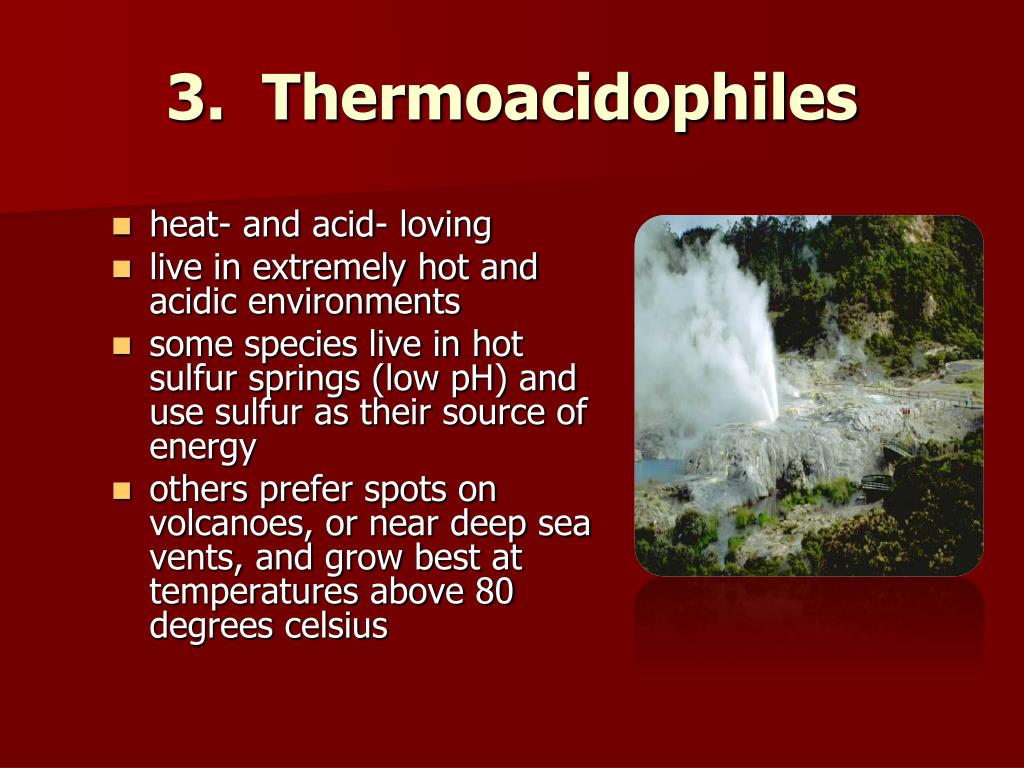 3.  Thermoacidophiles
heat- and acid- loving
live in extremely hot and
acidic environments
some species live in hot
sulfur springs (low pH) and
use sulfur as their source of
energy
others prefer spots on
volcanoes, or near deep sea
vents, and grow best at
temperatures above 80
degrees celsius